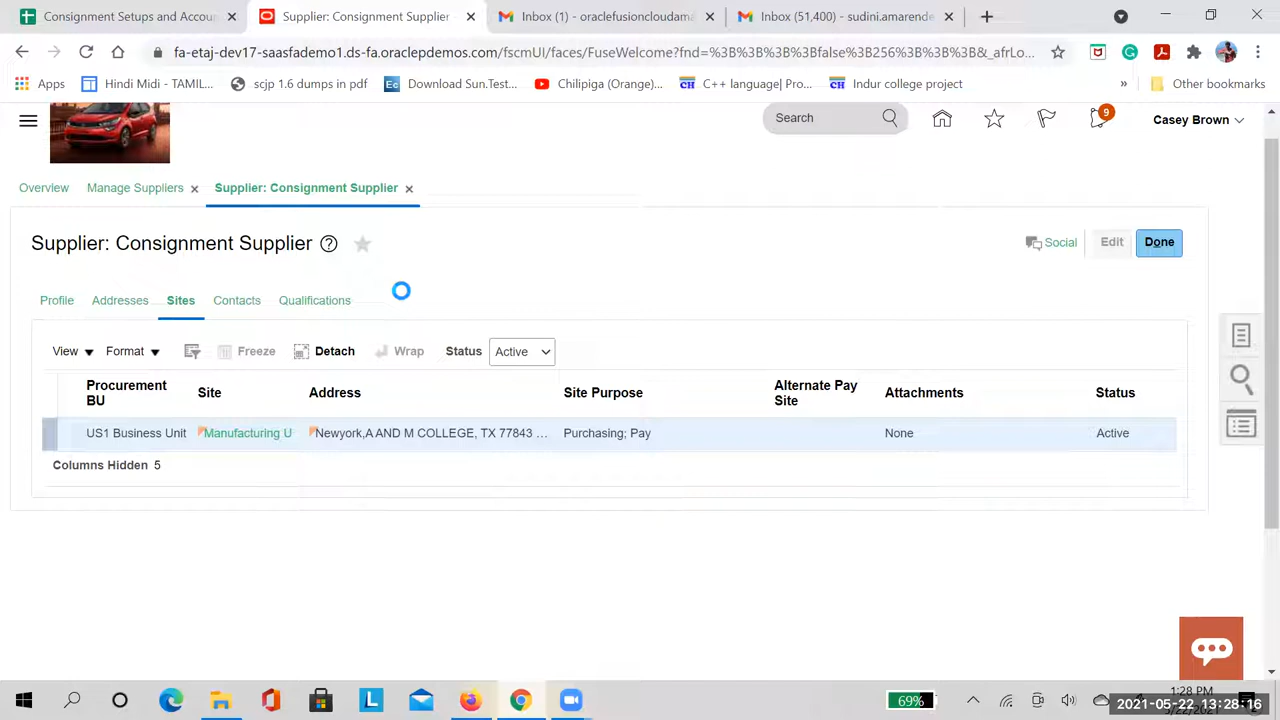 Consignment Setups and Accou
Supplier: Consignment Supplier
Inbox (1) - oraclefusioncloudama
Inbox (51,400) - sudini.amarende
fa-etaj-dev17-saasfademo1.ds-fa.oraclepdemos.com/fscmUI/faces/FuseWelcome?fnd=%3B%3B%3B%3Bfalse%3B256%3B%3B%3B&_afrLo...
Apps
Hindi Midi - TAMIL...
scjp 1.6 dumps in pdf
Download Sun.Test...
Chilipiga (Orange)...
C++ language| Pro...
Indur college project
»
Other bookmarks
Search
9
Casey Brown
Overview
Manage Suppliers
Supplier: Consignment Supplier
Supplier: Consignment Supplier
Social
Edit
Done
Profile
Addresses
Sites
Contacts
Qualifications
View
Format
Freeze
Detach
Wrap
Status
Active
Procurement BU
Site
Address
Site Purpose
Alternate Pay Site
Attachments
Status
US1 Business Unit
Manufacturing U
Newyork,A AND M COLLEGE, TX 77843 ...
Purchasing; Pay
None
Active
Columns Hidden 5
69%
1:28 PM
2021-05-22 13:28:16